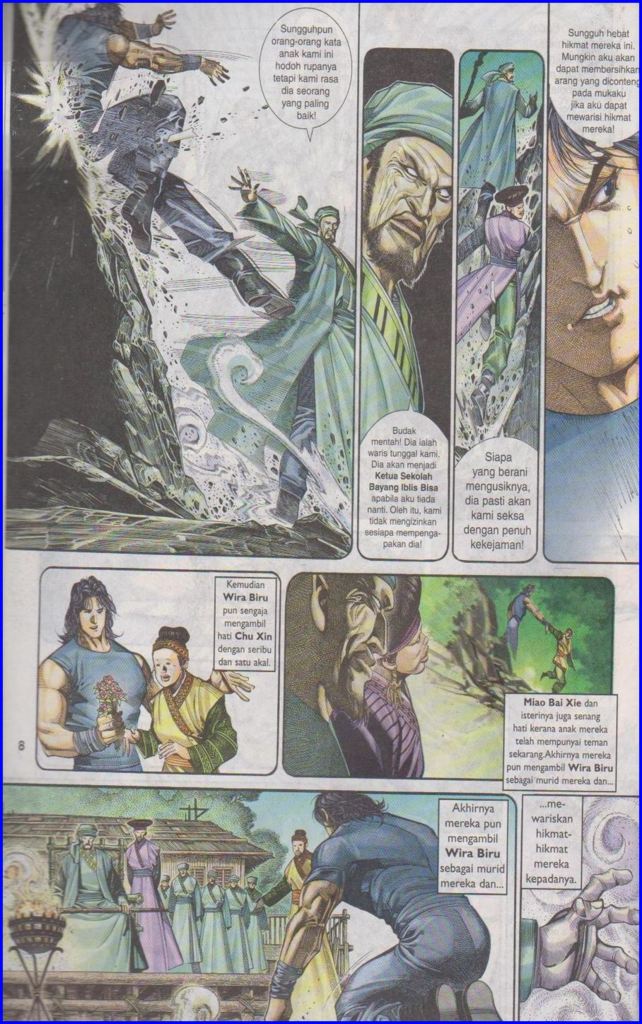 Sungguhpun
orang-orang kata
anak kami ini
hodoh rupanya
tetapi kami rasa
dia seorang
yang paling
baik!
Budak
mentah! Dia ialah
waris tunggal kami.
Dia akan menjadi
Ketua Sekolah
Bayang Iblis Bisa
apabila aku tiada
nanti. Oleh itu, kami
tidak mengizinkan
sesiapa mempenga-
pakan dia!
Siapa
yang berani
mengusiknya,
dia pasti akan
kami seksa
dengan penuh
kekejaman!
Sungguh hebat
hikmat mereka ini.
Mungkin aku akan
dapat membersihkan
arang yang diconteng
pada mukaku
jika aku dapat
mewarisi hikmat
mereka!
Kemudian
Wira Biru
pun sengaja
mengambil
hati Chu Xin
dengan seribu
dan satu akal.
Miao Bai Xie dan
isterinya juga senang
hati kerana anak mereka
telah mempunyai teman
sekarang.Akhirnya mereka
pun mengambil Wira Biru
sebagai murid mereka dan...
8
Akhirnya
mereka pun
mengambil
Wira Biru
sebagai murid
mereka dan...
...me-
wariskan
hikmat-
hikmat
mereka
kepadanya.